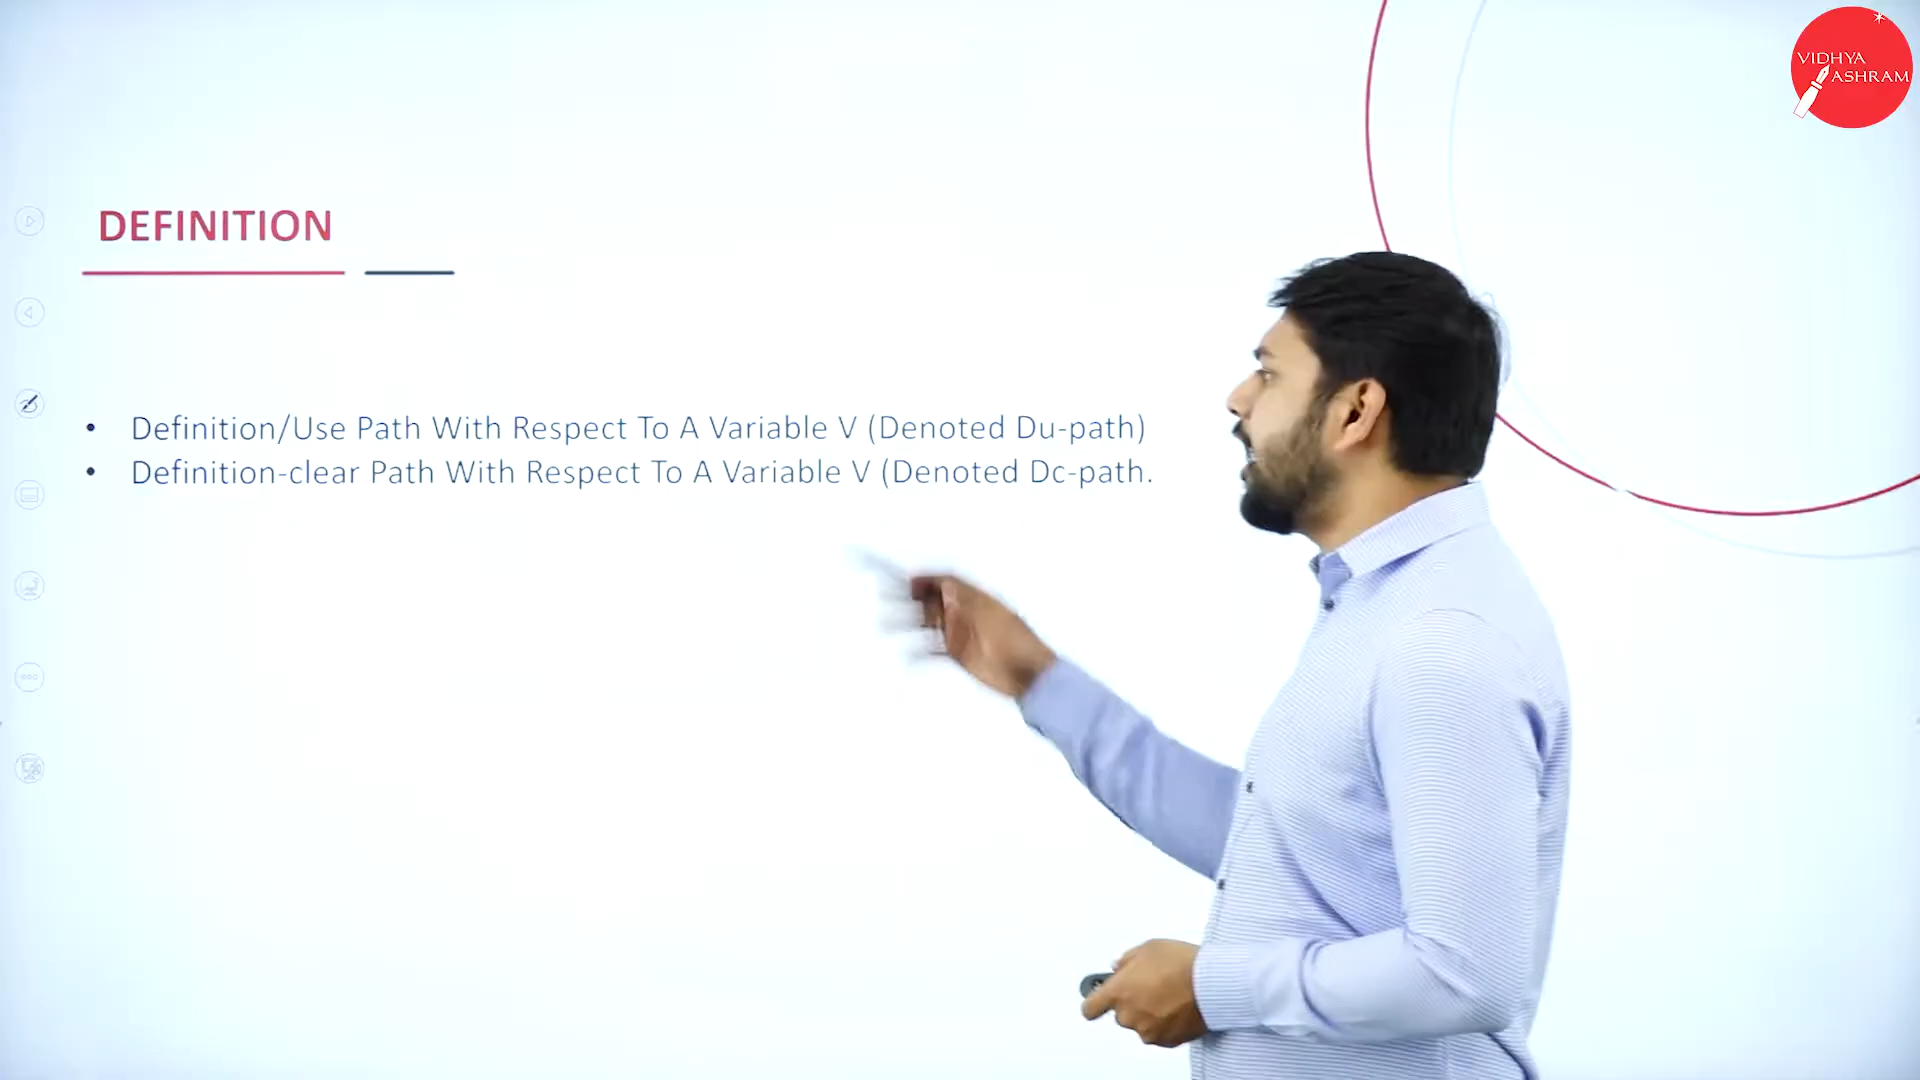 VIDHYA
ASHRAM
DEFINITION
• Definition/Use Path With Respect To A Variable V (Denoted Du-path)
• Definition-clear Path With Respect To A Variable V (Denoted Dc-path.